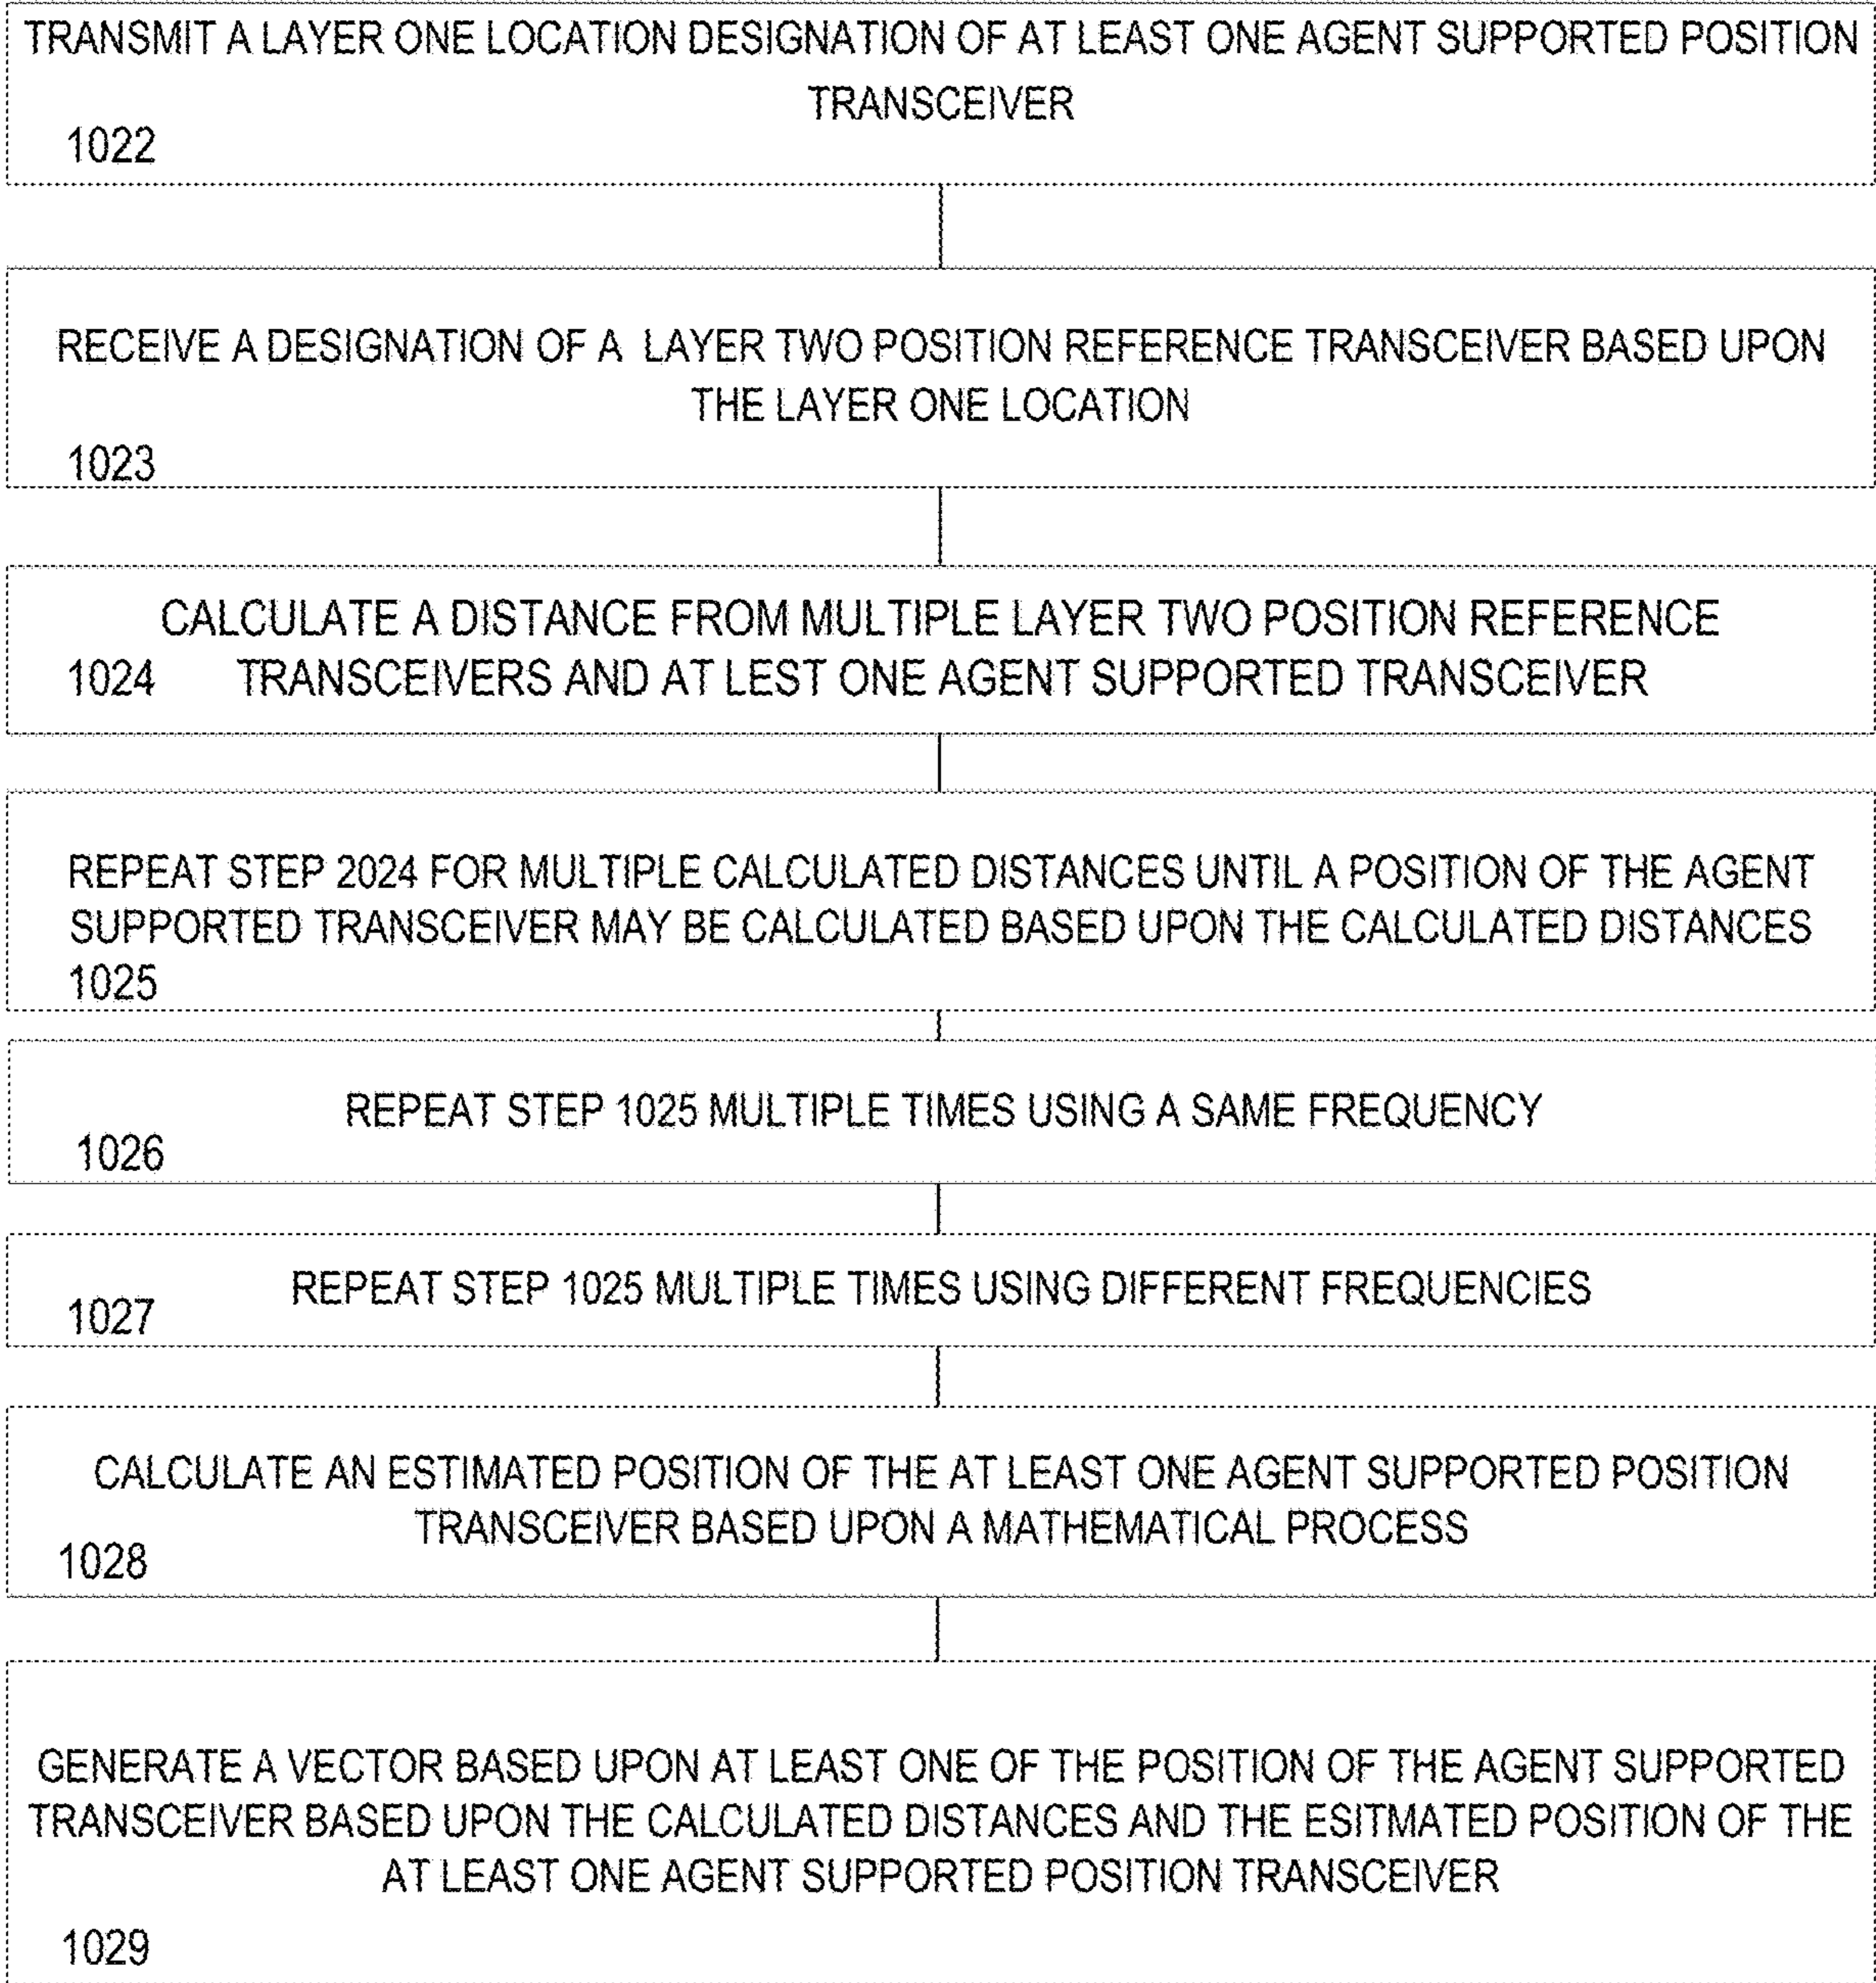 TRANSMIT A LAYER ONE LOCATION DESIGNATION OF AT LEAST ONE AGENT SUPPORTED POSITION
TRANSCEIVER
1022
RECEIVE A DESIGNATION OF A LAYER TWO POSITION REFERENCE TRANSCEIVER BASED UPON
THE LAYER ONE LOCATION
1023
CALCULATE A DISTANCE FROM MULTIPLE LAYER TWO POSITION REFERENCE
1024 TRANSCEIVERS AND AT LEST ONE AGENT SUPPORTED TRANSCEIVER
REPEAT STEP 2024 FOR MULTIPLE CALCULATED DISTANCES UNTIL A POSITION OF THE AGENT
SUPPORTED TRANSCEIVER MAY BE CALCULATED BASED UPON THE CALCULATED DISTANCES
1025
REPEAT STEP 1025 MULTIPLE TIMES USING A SAME FREQUENCY
1026
REPEAT STEP 1025 MULTIPLE TIMES USING DIFFERENT FREQUENCIES
1027
CALCULATE AN ESTIMATED POSITION OF THE AT LEAST ONE AGENT SUPPORTED POSITION
TRANSCEIVER BASED UPON A MATHEMATICAL PROCESS
1028
GENERATE A VECTOR BASED UPON AT LEAST ONE OF THE POSITION OF THE AGENT SUPPORTED
TRANSCEIVER BASED UPON THE CALCULATED DISTANCES AND THE ESITMATED POSITION OF THE
AT LEAST ONE AGENT SUPPORTED POSITION TRANSCEIVER
1029